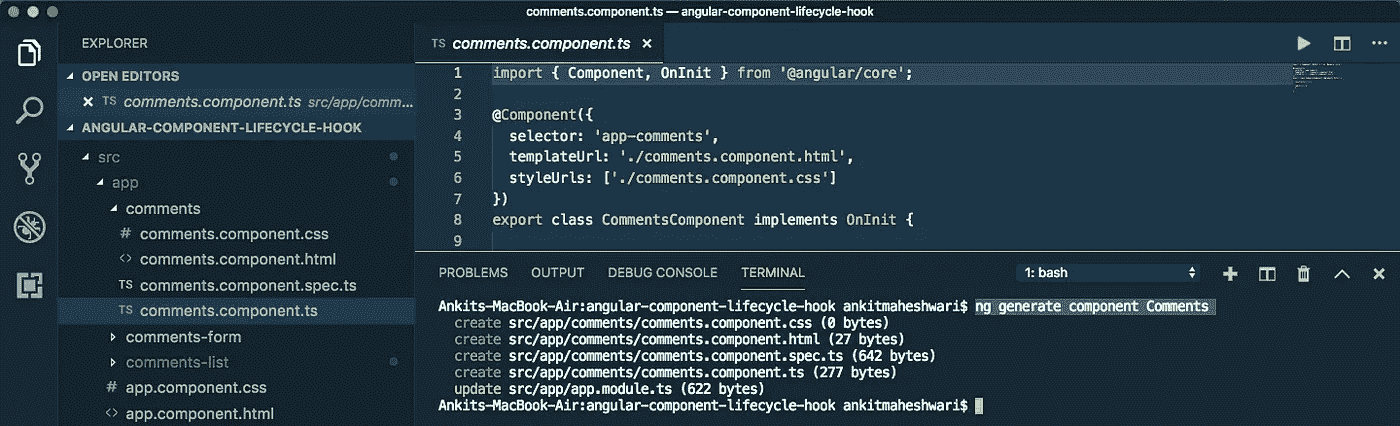 comments.component.ts — angular-component-lifecycle-hook
EXPLORER
OPEN EDITORS
TS comments.component.ts src/app/comm...
ANGULAR-COMPONENT-LIFECYCLE-HOOK
src
app
comments
# comments.component.css
<> comments.component.html
TS comments.component.spec.ts
TS comments.component.ts
comments-form
comments-list
# app.component.css
<> app.component.html
TS comments.component.ts
1 import { Component, OnInit } from '@angular/core';
2
3 @Component({
4 selector: 'app-comments',
5 templateUrl: './comments.component.html',
6 styleUrls: ['./comments.component.css']
7 })
8 export class CommentsComponent implements OnInit {
9
PROBLEMS OUTPUT DEBUG CONSOLE TERMINAL 1: bash
Ankits-MacBook-Air:angular-component-lifecycle-hook ankitmaheshwari$ ng generate component Comments
create src/app/comments/comments.component.css (0 bytes)
create src/app/comments/comments.component.html (27 bytes)
create src/app/comments/comments.component.spec.ts (642 bytes)
create src/app/comments/comments.component.ts (277 bytes)
update src/app/app.module.ts (622 bytes)
Ankits-MacBook-Air:angular-component-lifecycle-hook ankitmaheshwari$